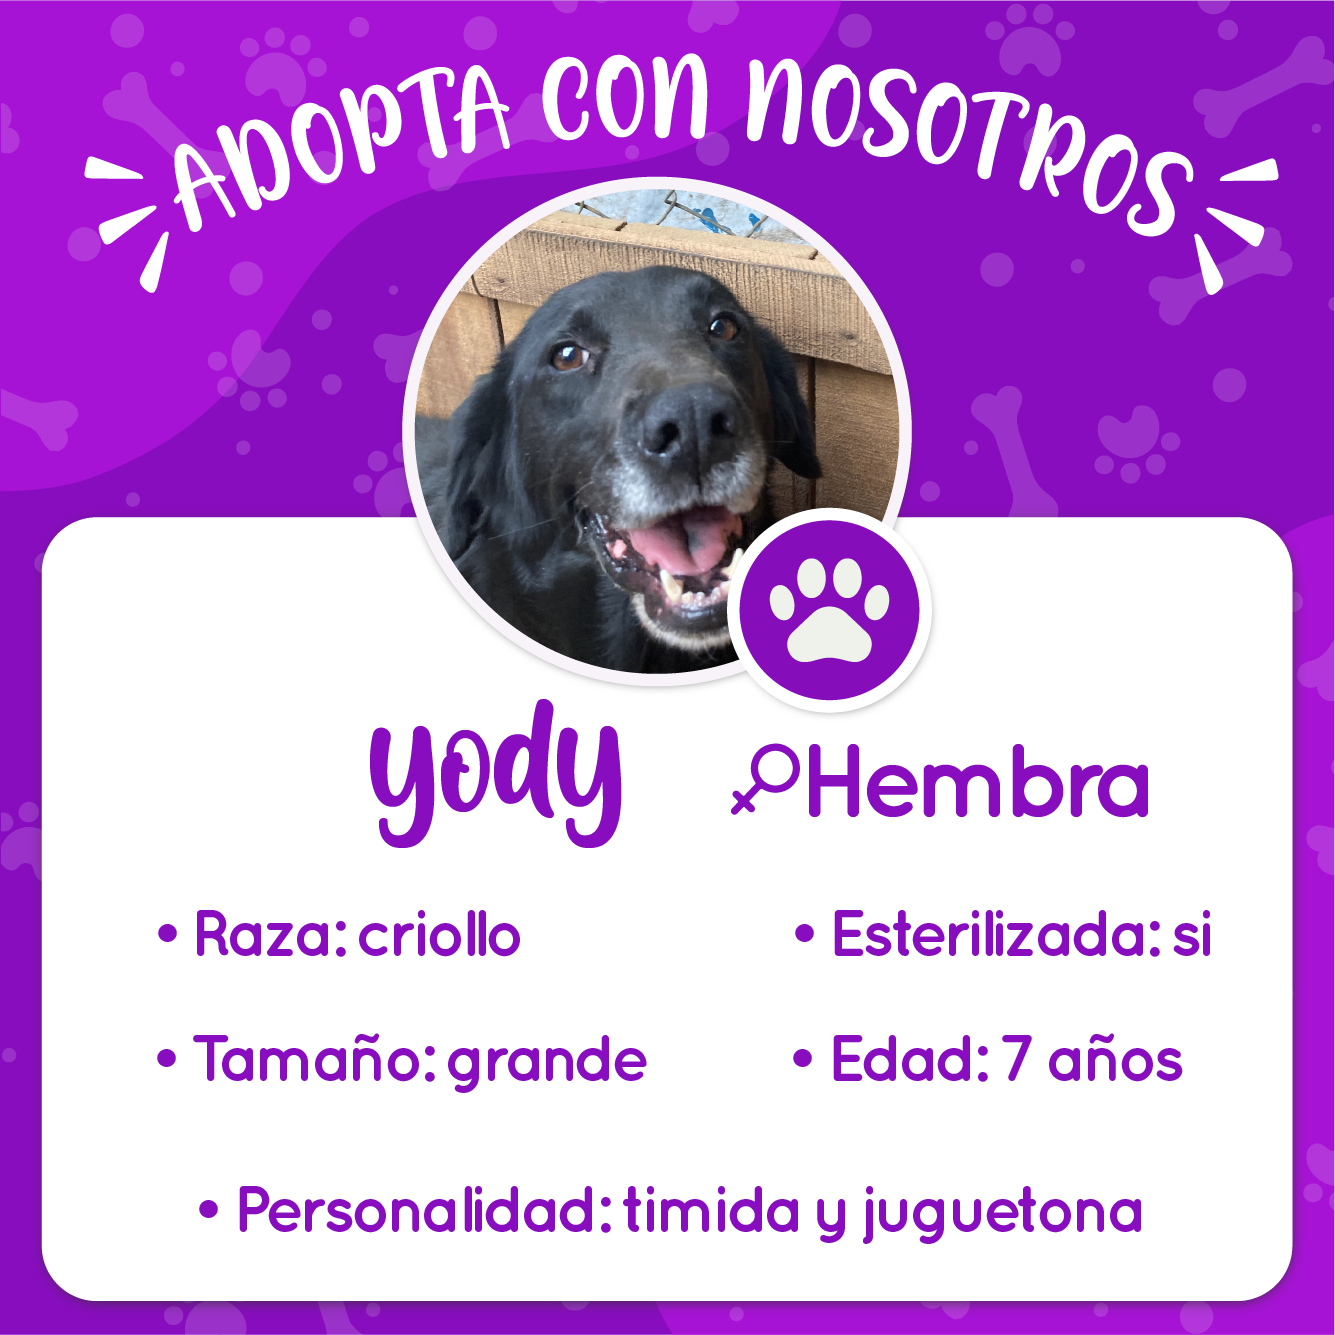 ADOPTA CON NOSOTROS
yody
Hembra
• Raza: criollo
• Esterilizada: si
• Tamaño: grande
• Edad: 7 años
• Personalidad: timida y juguetona